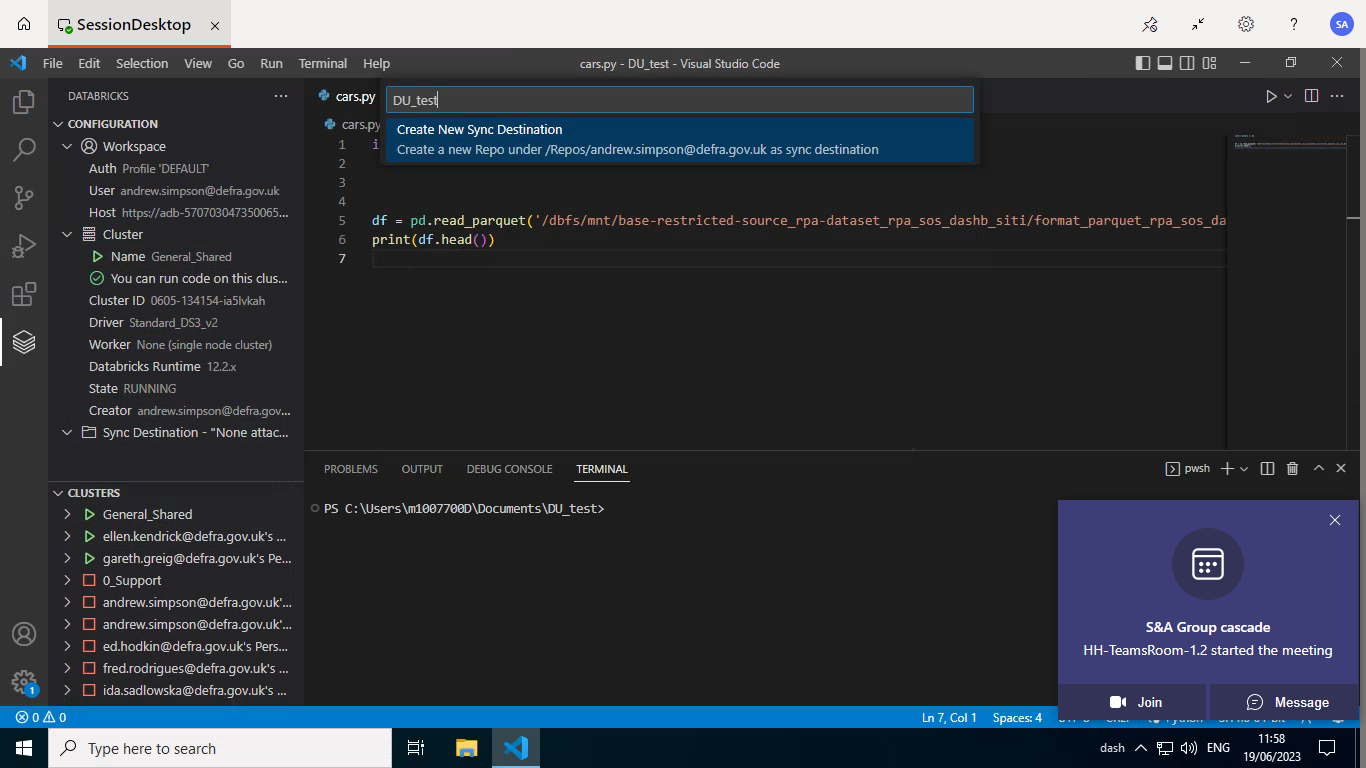 SessionDesktop
SA
File Edit Selection View Go Run Terminal Help
cars.py - DU_test - Visual Studio Code
DATABRICKS
CONFIGURATION
Workspace
Auth Profile 'DEFAULT'
User andrew.simpson@defra.gov.uk
Host https://adb-570703047350065...
Cluster
Name General_Shared
You can run code on this clus...
Cluster ID 0605-134154-ia5lvkah
Driver Standard_DS3_v2
Worker None (single node cluster)
Databricks Runtime 12.2.x
State RUNNING
Creator andrew.simpson@defra.gov...
Sync Destination - "None attac...
CLUSTERS
General_Shared
ellen.kendrick@defra.gov.uk's ...
gareth.greig@defra.gov.uk's Pe...
0_Support
andrew.simpson@defra.gov.uk'...
andrew.simpson@defra.gov.uk'...
ed.hodkin@defra.gov.uk's Pers...
fred.rodrigues@defra.gov.uk's ...
ida.sadlowska@defra.gov.uk's ...
cars.py
DU_test
Create New Sync Destination
Create a new Repo under /Repos/andrew.simpson@defra.gov.uk as sync destination
cars.py
1 i
2
3
4
5 df = pd.read_parquet('/dbfs/mnt/base-restricted-source_rpa-dataset_rpa_sos_dashb_siti/format_parquet_rpa_sos_da
6 print(df.head())
7
PROBLEMS OUTPUT DEBUG CONSOLE TERMINAL
pwsh
PS C:\Users\m1007700D\Documents\DU_test>
S&A Group cascade
HH-TeamsRoom-1.2 started the meeting
Join Message
1
0 0
Ln 7, Col 1 Spaces: 4
Type here to search
dash ENG
11:58
19/06/2023